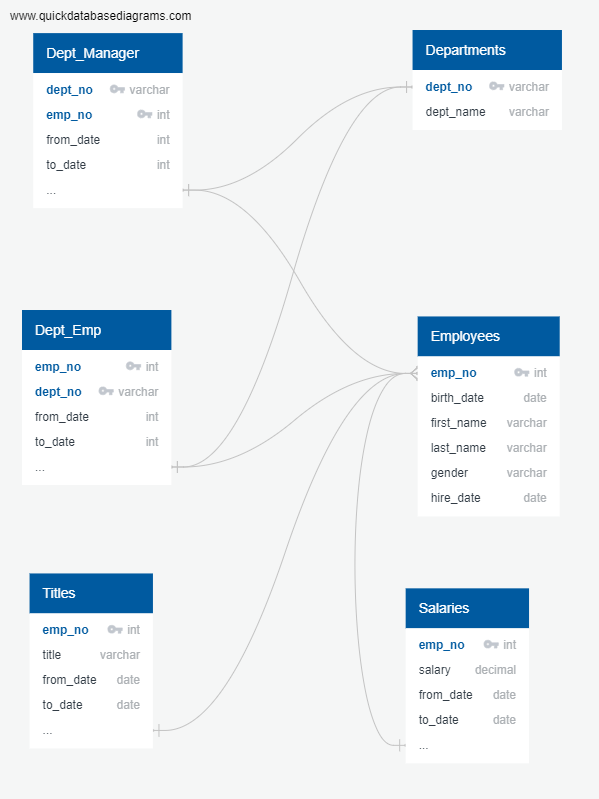 www.quickdatabasediagrams.com
Dept_Manager
dept_no varchar
emp_no int
from_date int
to_date int
...
Departments
dept_no varchar
dept_name varchar
Dept_Emp
emp_no int
dept_no varchar
from_date int
to_date int
...
Employees
emp_no int
birth_date date
first_name varchar
last_name varchar
gender varchar
hire_date date
Titles
emp_no int
title varchar
from_date date
to_date date
...
Salaries
emp_no int
salary decimal
from_date date
to_date date
...